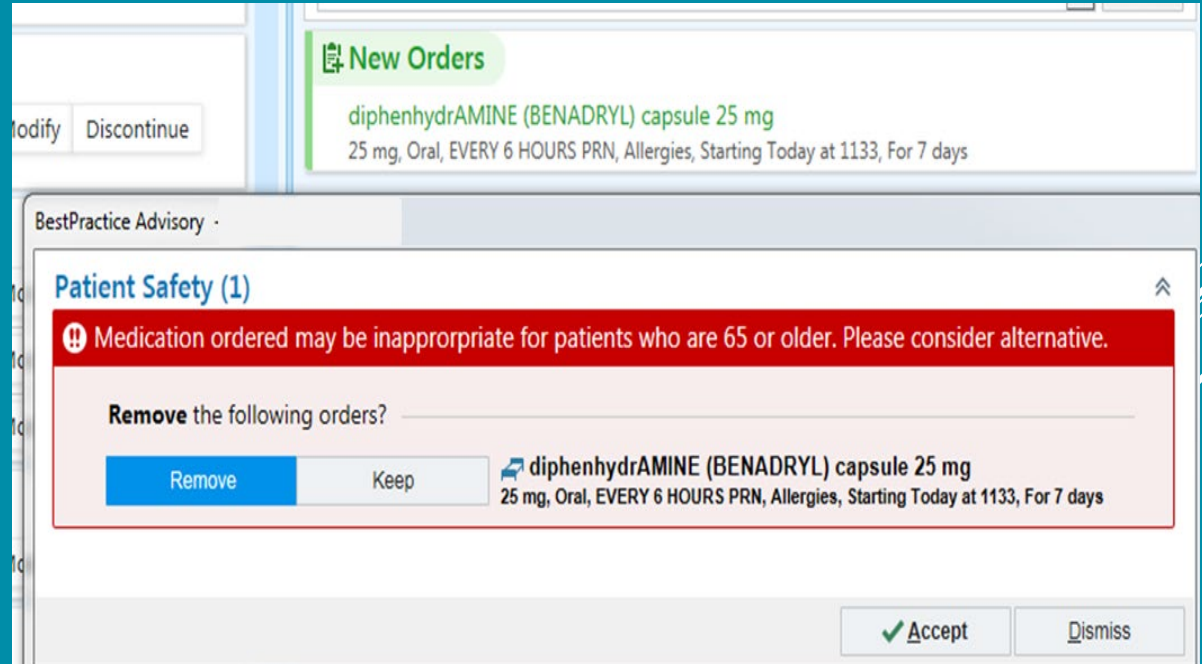 New Orders
diphenhydrAMINE (BENADRYL) capsule 25 mg
25 mg, Oral, EVERY 6 HOURS PRN, Allergies, Starting Today at 1133, For 7 days
Discontinue
BestPractice Advisory -
Patient Safety (1)
Medication ordered may be inapprorpriate for patients who are 65 or older. Please consider alternative.
Remove the following orders?
Remove Keep
diphenhydrAMINE (BENADRYL) capsule 25 mg
25 mg, Oral, EVERY 6 HOURS PRN, Allergies, Starting Today at 1133, For 7 days
Accept Dismiss